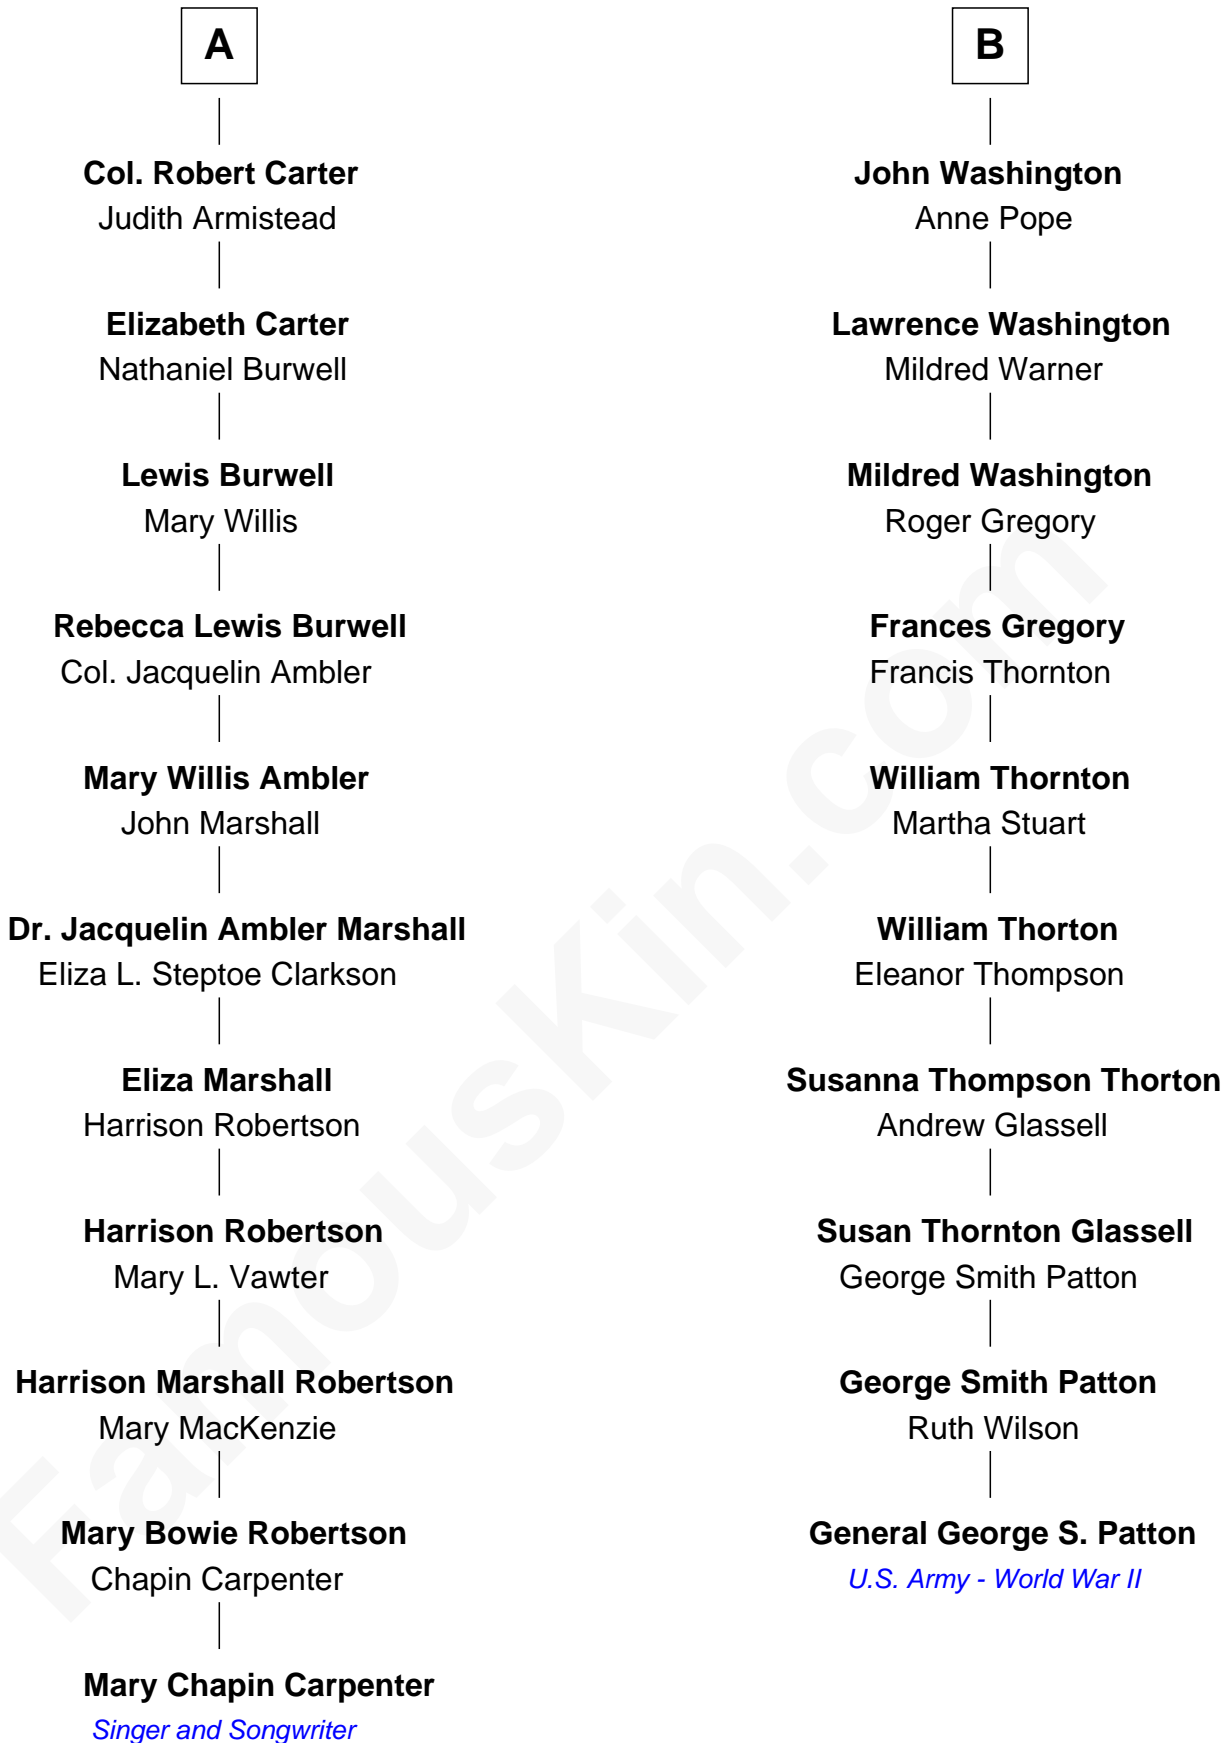 A
Col. Robert Carter
Judith Armistead
Elizabeth Carter
Nathaniel Burwell
Lewis Burwell
Mary Willis
Rebecca Lewis Burwell
Col. Jacquelin Ambler
Mary Willis Ambler
John Marshall
Dr. Jacquelin Ambler Marshall
Eliza L. Steptoe Clarkson
Eliza Marshall
Harrison Robertson
Harrison Robertson
Mary L. Vawter
Harrison Marshall Robertson
Mary MacKenzie
Mary Bowie Robertson
Chapin Carpenter
Mary Chapin Carpenter
Singer and Songwriter
B
John Washington
Anne Pope
Lawrence Washington
Mildred Warner
Mildred Washington
Roger Gregory
Frances Gregory
Francis Thornton
William Thornton
Martha Stuart
William Thorton
Eleanor Thompson
Susanna Thompson Thorton
Andrew Glassell
Susan Thornton Glassell
George Smith Patton
George Smith Patton
Ruth Wilson
General George S. Patton
U.S. Army - World War II
FamousKin.com